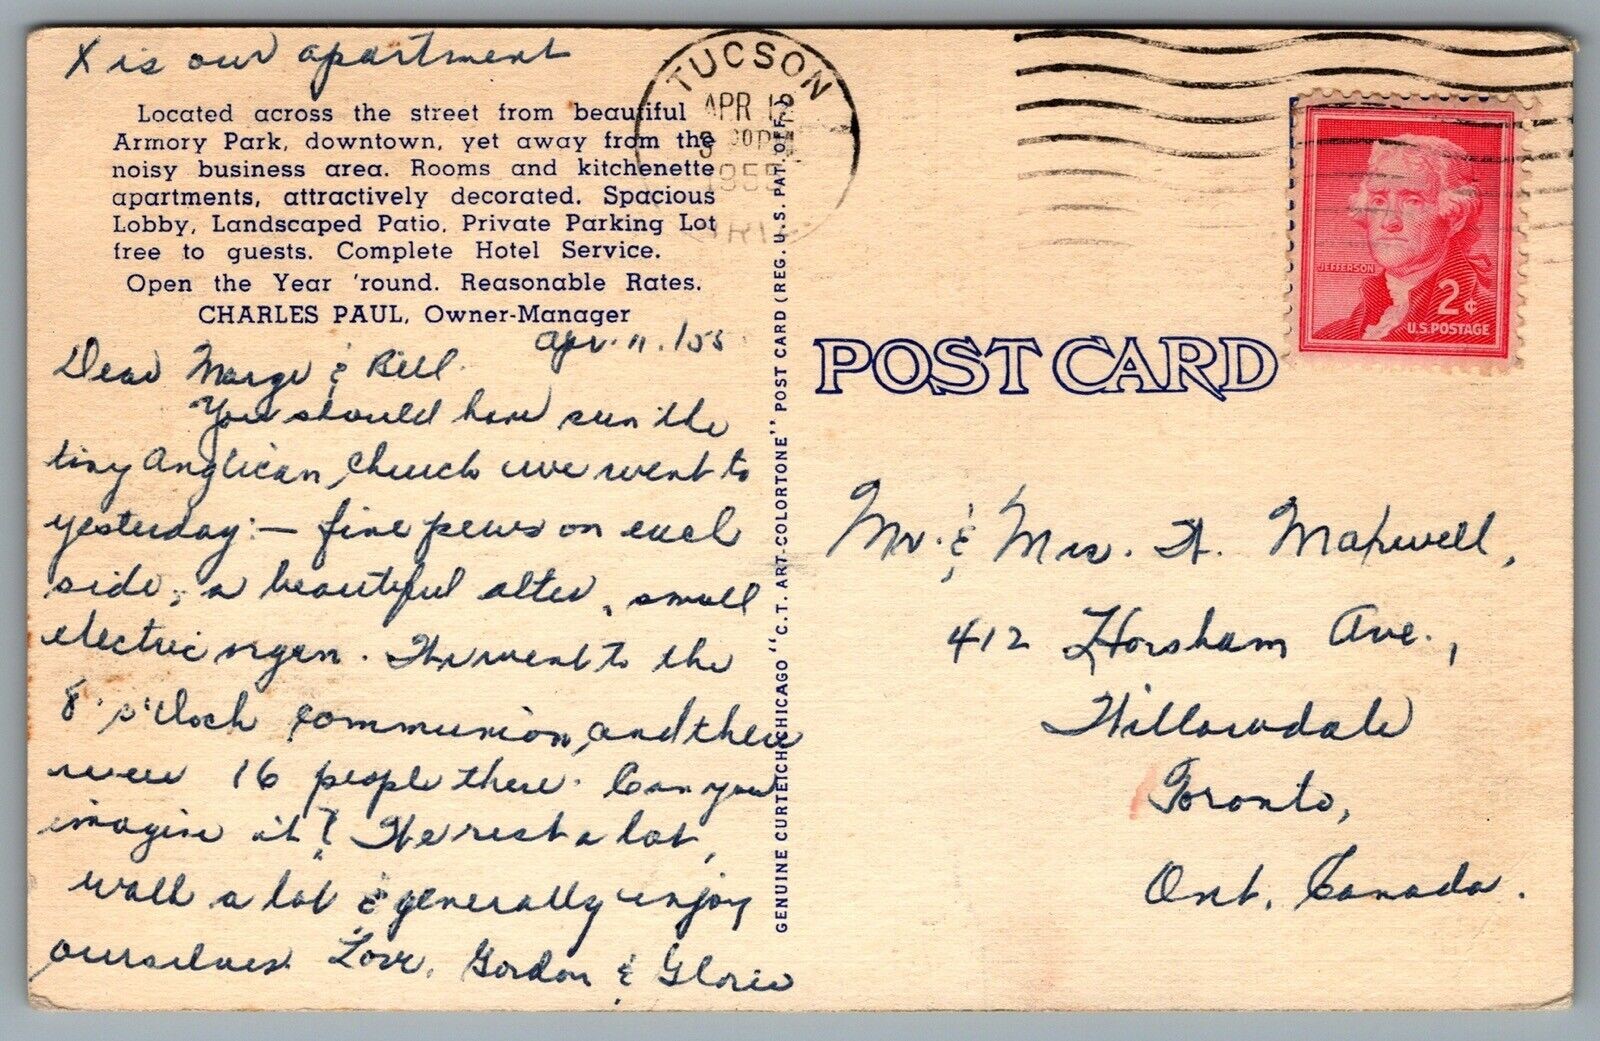 X is our apartment
Located across the street from beautiful
Armory Park, downtown, yet away from the
noisy business area. Rooms and kitchenette
apartments, attractively decorated. Spacious
Lobby, Landscaped Patio, Private Parking Lot
free to guests. Complete Hotel Service.
Open the Year 'round. Reasonable Rates.
CHARLES PAUL, Owner-Manager
Apr. 11. /55
Dear Marge & Bill.
You should have seen the
tiny Anglican Church we went to
yesterday: — five pews on each
side, a beautiful alter, small
electric organ. We went to the
8 o'clock communion, and there
were 16 people there. Can you
imagine it? We rest a lot,
walk a lot & generally enjoy
ourselves. Love, Gordon & Glorie
GENUINE CURTEICH-CHICAGO "C.T. ART-COLORTONE" POST CARD (REG. U.S. PAT. OFF.)
TUCSON
APR 12
30 PM
1955
ARIZ.
JEFFERSON
2¢
U.S. POSTAGE
POST CARD
Mr. & Mrs. W. Maxwell,
412 Horsham Ave.,
Willowdale
Toronto,
Ont. Canada.